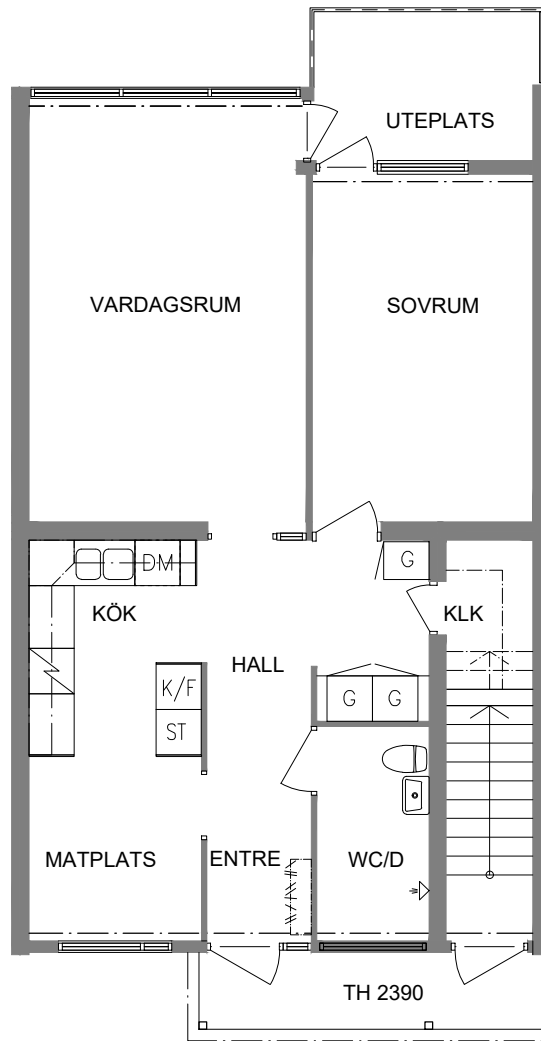 UTEPLATS
VARDAGSRUM
SOVRUM
DM
G
KÖK
KLK
HALL
K/F
G G
ST
MATPLATS
ENTRE
WC/D
TH 2390